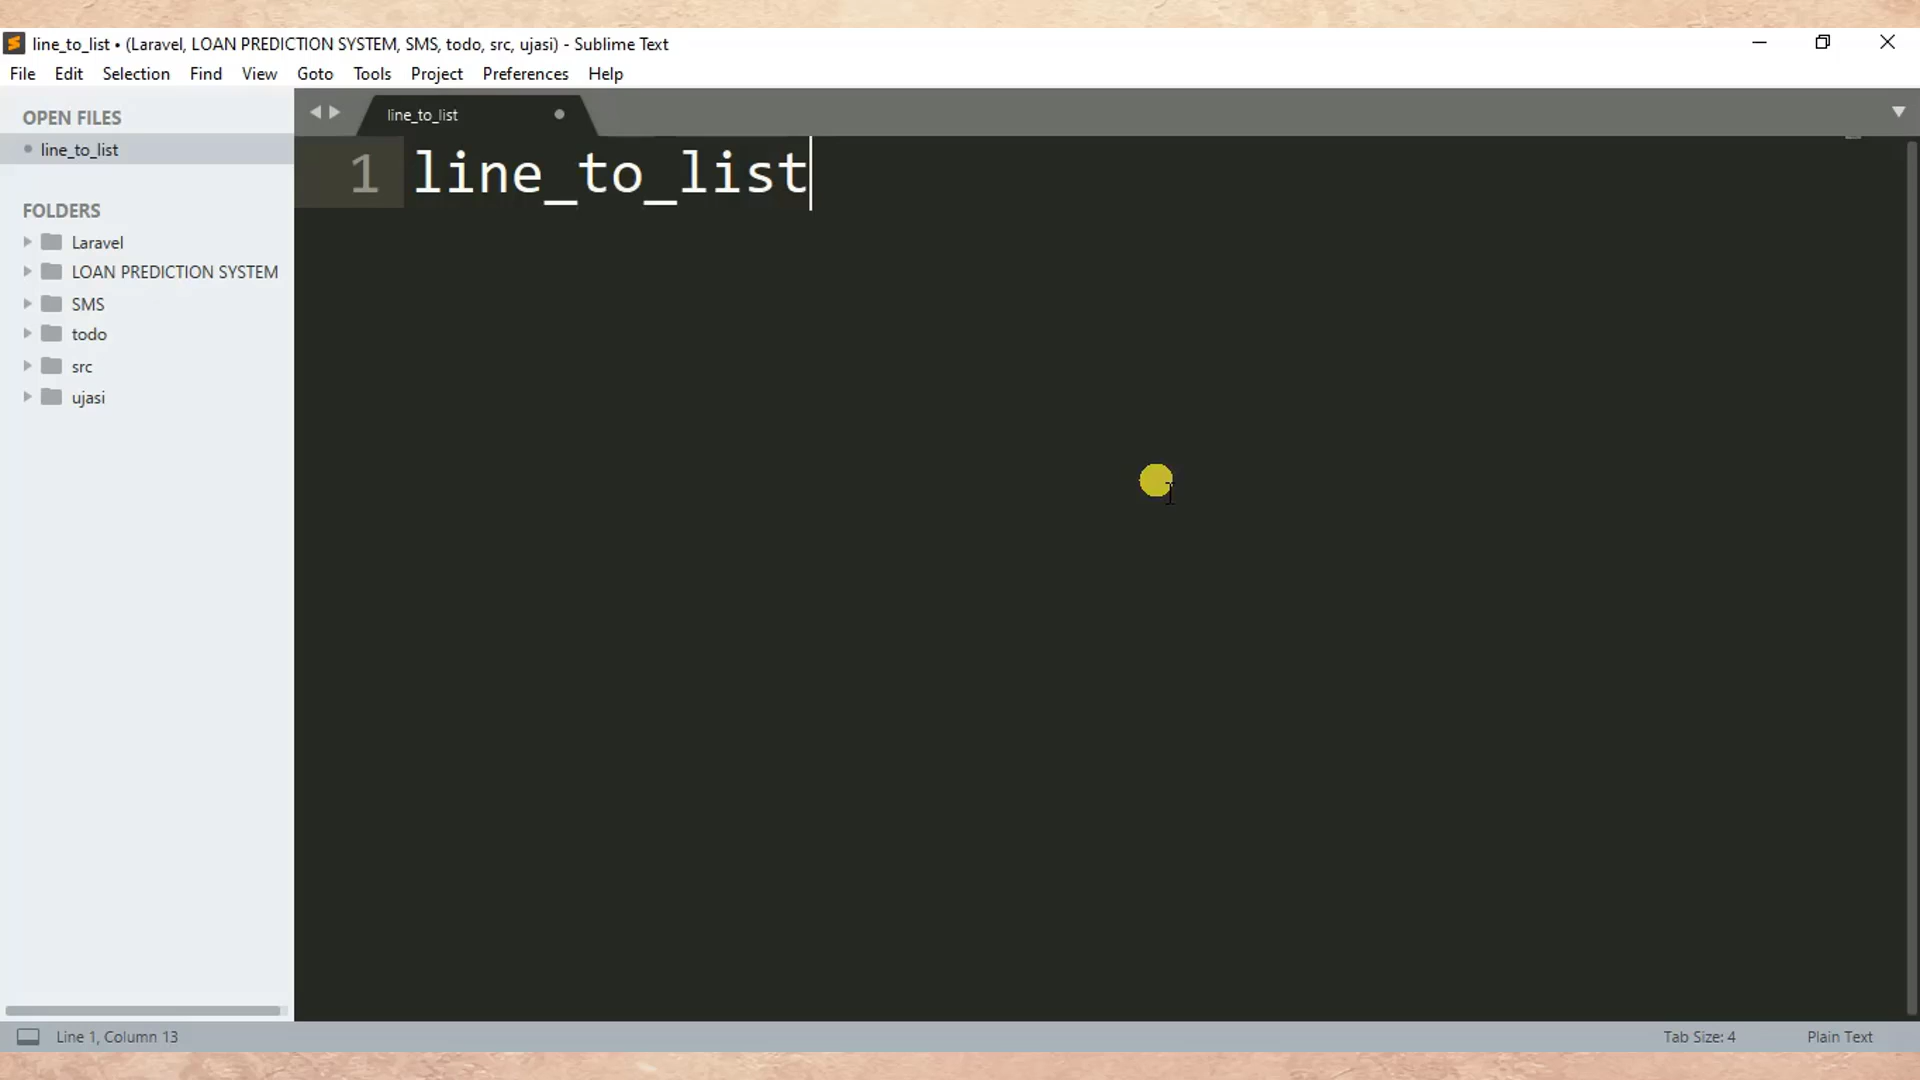 line_to_list • (Laravel, LOAN PREDICTION SYSTEM, SMS, todo, src, ujasi) - Sublime Text
File Edit Selection Find View Goto Tools Project Preferences Help
OPEN FILES
line_to_list
FOLDERS
Laravel
LOAN PREDICTION SYSTEM
SMS
todo
src
ujasi
line_to_list
1 line_to_list
Line 1, Column 13
Tab Size: 4
Plain Text